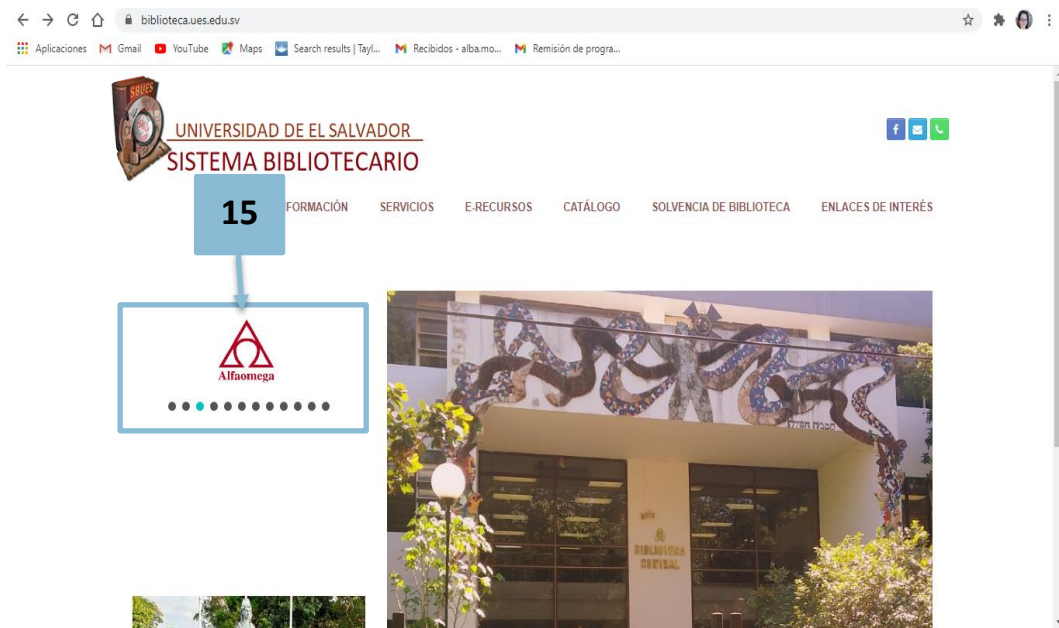 biblioteca.ues.edu.sv
Aplicaciones Gmail YouTube Maps Search results | Tayl... Recibidos - alba.mo... Remisión de progra...
SBUES
UNIVERSIDAD DE EL SALVADOR
SISTEMA BIBLIOTECARIO
15
FORMACIÓN SERVICIOS E-RECURSOS CATÁLOGO SOLVENCIA DE BIBLIOTECA ENLACES DE INTERÉS
Alfaomega
BIBLIOTECA
CENTRAL